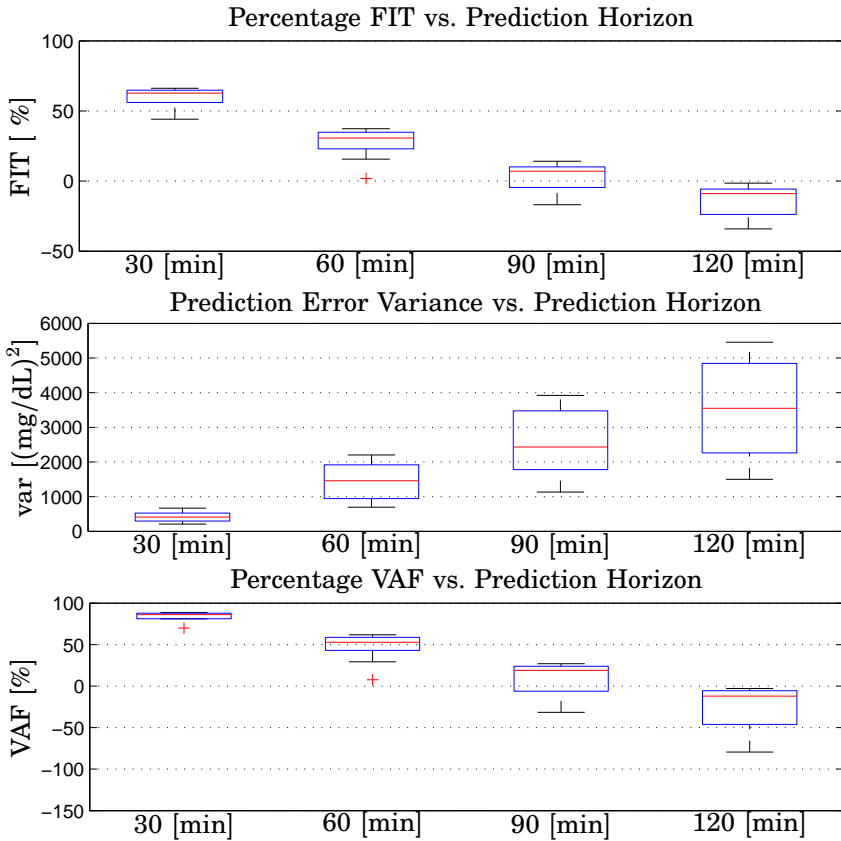 Percentage FIT vs. Prediction Horizon
FIT [ %]
100
50
0
−50
30 [min]
60 [min]
90 [min]
120 [min]
Prediction Error Variance vs. Prediction Horizon
var [(mg/dL)²]
6000
5000
4000
3000
2000
1000
0
30 [min]
60 [min]
90 [min]
120 [min]
Percentage VAF vs. Prediction Horizon
VAF [%]
100
50
0
−50
−100
−150
30 [min]
60 [min]
90 [min]
120 [min]